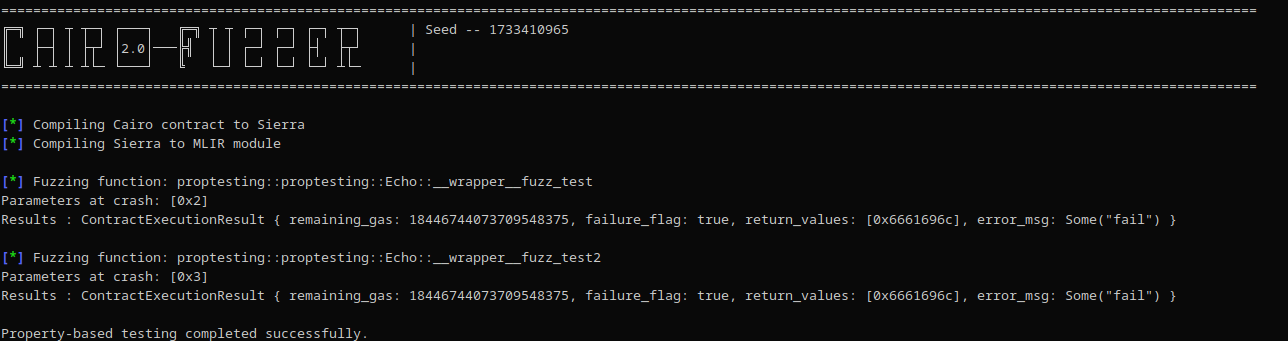 CAIRO-FUZZER 2.0 | Seed -- 1733410965
[*] Compiling Cairo contract to Sierra
[*] Compiling Sierra to MLIR module
[*] Fuzzing function: proptesting::proptesting::Echo::__wrapper__fuzz_test
Parameters at crash: [0x2]
Results : ContractExecutionResult { remaining_gas: 18446744073709548375, failure_flag: true, return_values: [0x6661696c], error_msg: Some("fail") }
[*] Fuzzing function: proptesting::proptesting::Echo::__wrapper__fuzz_test2
Parameters at crash: [0x3]
Results : ContractExecutionResult { remaining_gas: 18446744073709548375, failure_flag: true, return_values: [0x6661696c], error_msg: Some("fail") }
Property-based testing completed successfully.